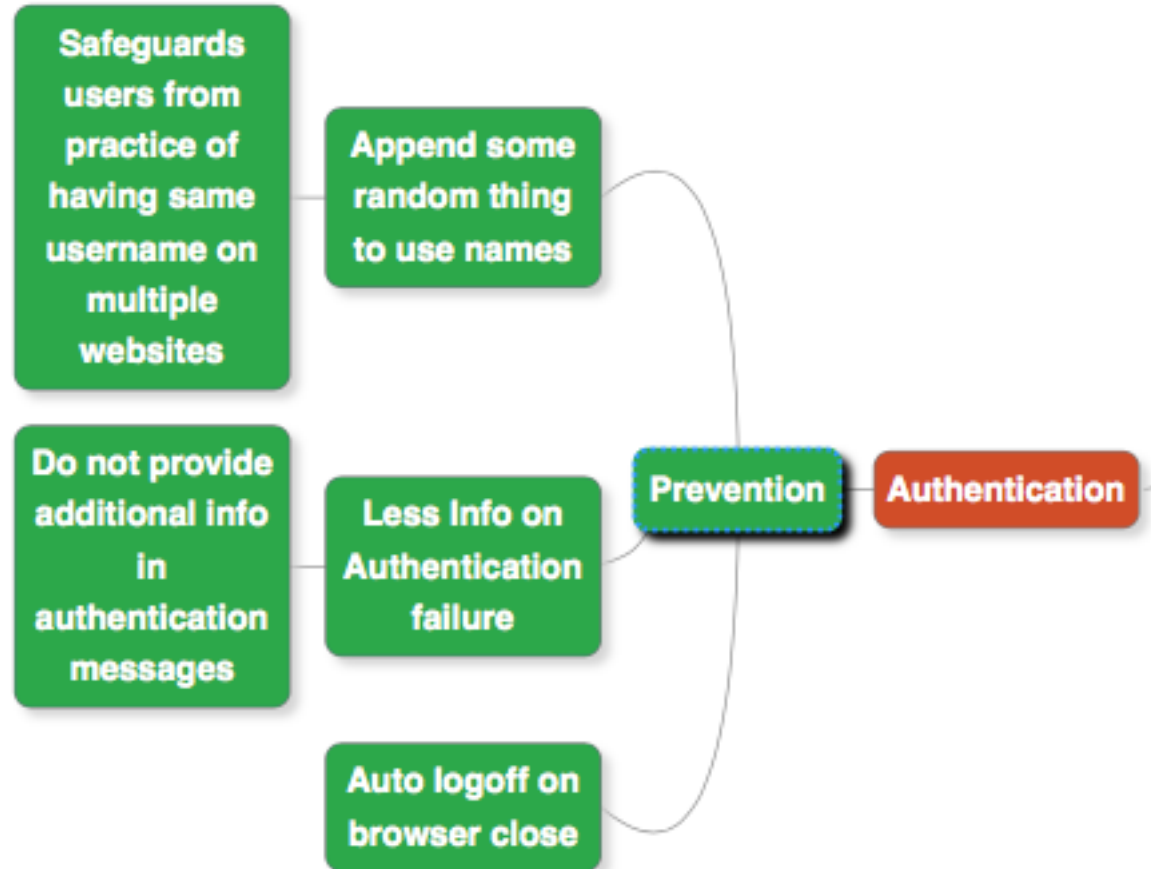 Safeguards
users from
practice of
having same
username on
multiple
websites
Append some
random thing
to use names
Do not provide
additional info
in
authentication
messages
Less Info on
Authentication
failure
Prevention
Authentication
Auto logoff on
browser close